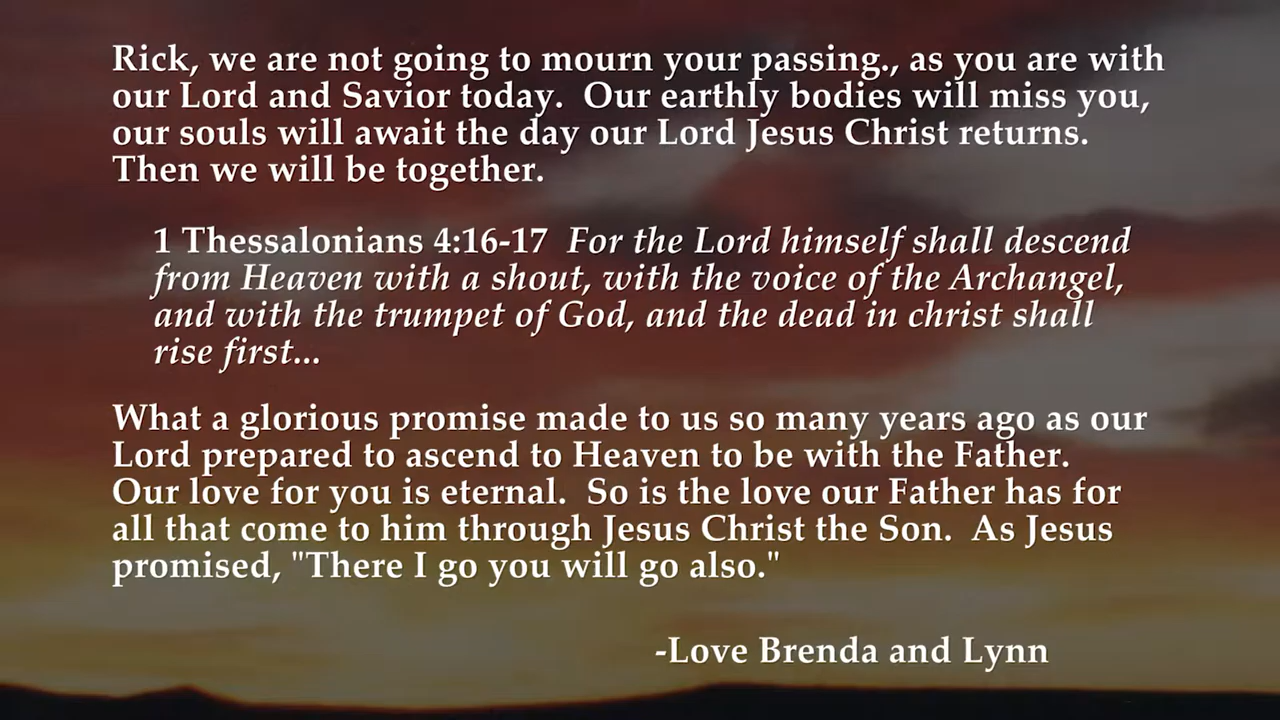 Rick, we are not going to mourn your passing., as you are with
our Lord and Savior today.  Our earthly bodies will miss you,
our souls will await the day our Lord Jesus Christ returns.
Then we will be together.
1 Thessalonians 4:16-17  For the Lord himself shall descend
from Heaven with a shout, with the voice of the Archangel,
and with the trumpet of God, and the dead in christ shall
rise first...
What a glorious promise made to us so many years ago as our
Lord prepared to ascend to Heaven to be with the Father.
Our love for you is eternal.  So is the love our Father has for
all that come to him through Jesus Christ the Son.  As Jesus
promised, "There I go you will go also."
-Love Brenda and Lynn